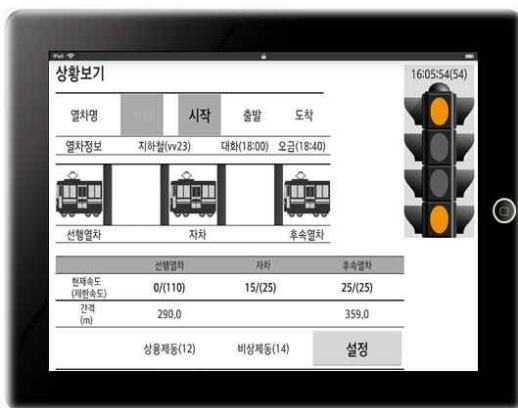 iPad
상황보기
16:05:54(54)
열차명 시작 출발 도착
열차정보 지하철(vv23) 대화(18:00) 오금(18:40)
선행열차 자차 후속열차
선행열차 자차 후속열차
현재속도
(제한속도) 0/(110) 15/(25) 25/(25)
간격
(m) 290,0 359,0
상용제동(12) 비상제동(14) 설정